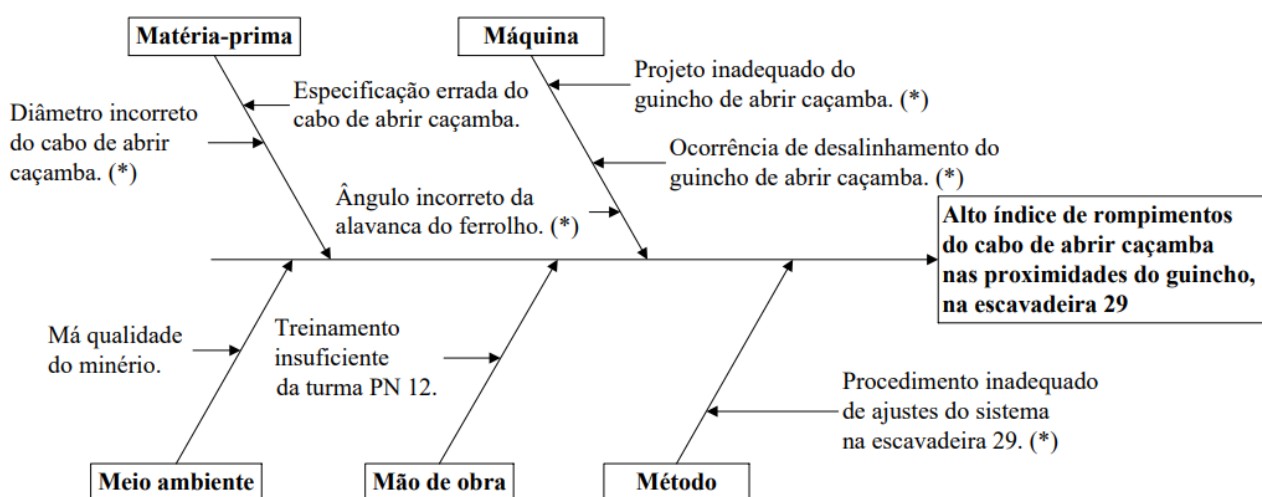 Matéria-prima
Máquina
Especificação errada do
cabo de abrir caçamba.
Diâmetro incorreto
do cabo de abrir
caçamba. (*)
Projeto inadequado do
guincho de abrir caçamba. (*)
Ocorrência de desalinhamento do
guincho de abrir caçamba. (*)
Ângulo incorreto da
alavanca do ferrolho. (*)
Alto índice de rompimentos
do cabo de abrir caçamba
nas proximidades do guincho,
na escavadeira 29
Má qualidade
do minério.
Treinamento
insuficiente
da turma PN 12.
Procedimento inadequado
de ajustes do sistema
na escavadeira 29. (*)
Meio ambiente
Mão de obra
Método